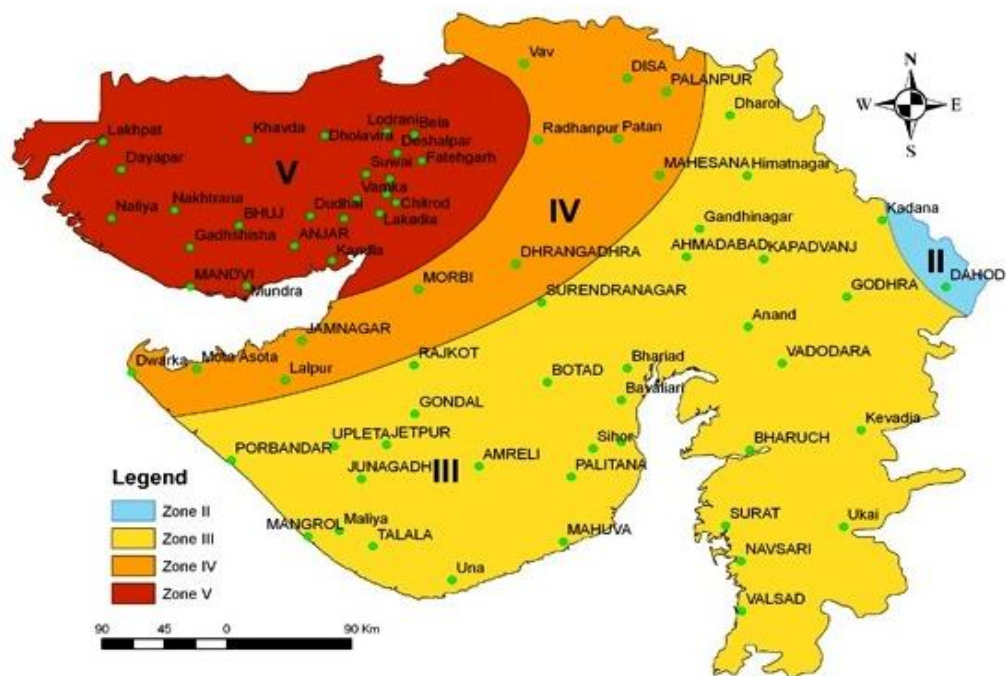 Vav
DISA
PALANPUR
Dharoi
N
W E
S
Lakhpat
Khavda
Dholavira
Lodrani
Bela
Deshalpar
Fatehgarh
Radhanpur
Patan
Dayapar
V
Suwai
MAHESANA
Himatnagar
Naliya
Nakhtrana
BHUJ
Dudhai
Vamka
Chitrod
Lakadia
IV
Gandhinagar
Kadana
Gadhshisha
ANJAR
Kandla
DHRANGADHRA
AHMADABAD
KAPADVANJ
II
DAHOD
MANDVI
Mundra
MORBI
SURENDRANAGAR
GODHRA
JAMNAGAR
Anand
Dwarka
Mota Asota
Lalpur
RAJKOT
BOTAD
Bhariad
VADODARA
GONDAL
Bavaliari
PORBANDAR
UPLETA
JETPUR
Sihor
BHARUCH
Kevadia
JUNAGADH
III
AMRELI
PALITANA
Legend
Zone II
Zone III
Zone IV
Zone V
MANGROL
Maliya
TALALA
MAHUVA
SURAT
Ukai
Una
NAVSARI
VALSAD
90 45 0 90 Km